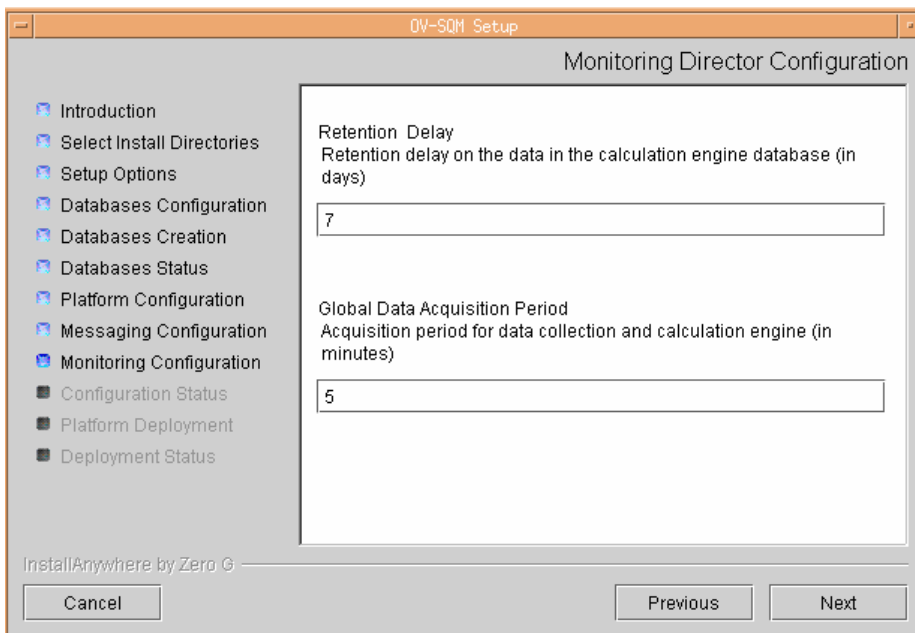 OV-SQM Setup
Monitoring Director Configuration
Introduction
Select Install Directories
Setup Options
Databases Configuration
Databases Creation
Databases Status
Platform Configuration
Messaging Configuration
Monitoring Configuration
Configuration Status
Platform Deployment
Deployment Status
Retention Delay
Retention delay on the data in the calculation engine database (in
days)
7
Global Data Acquisition Period
Acquisition period for data collection and calculation engine (in
minutes)
5
InstallAnywhere by Zero G
Cancel
Previous
Next